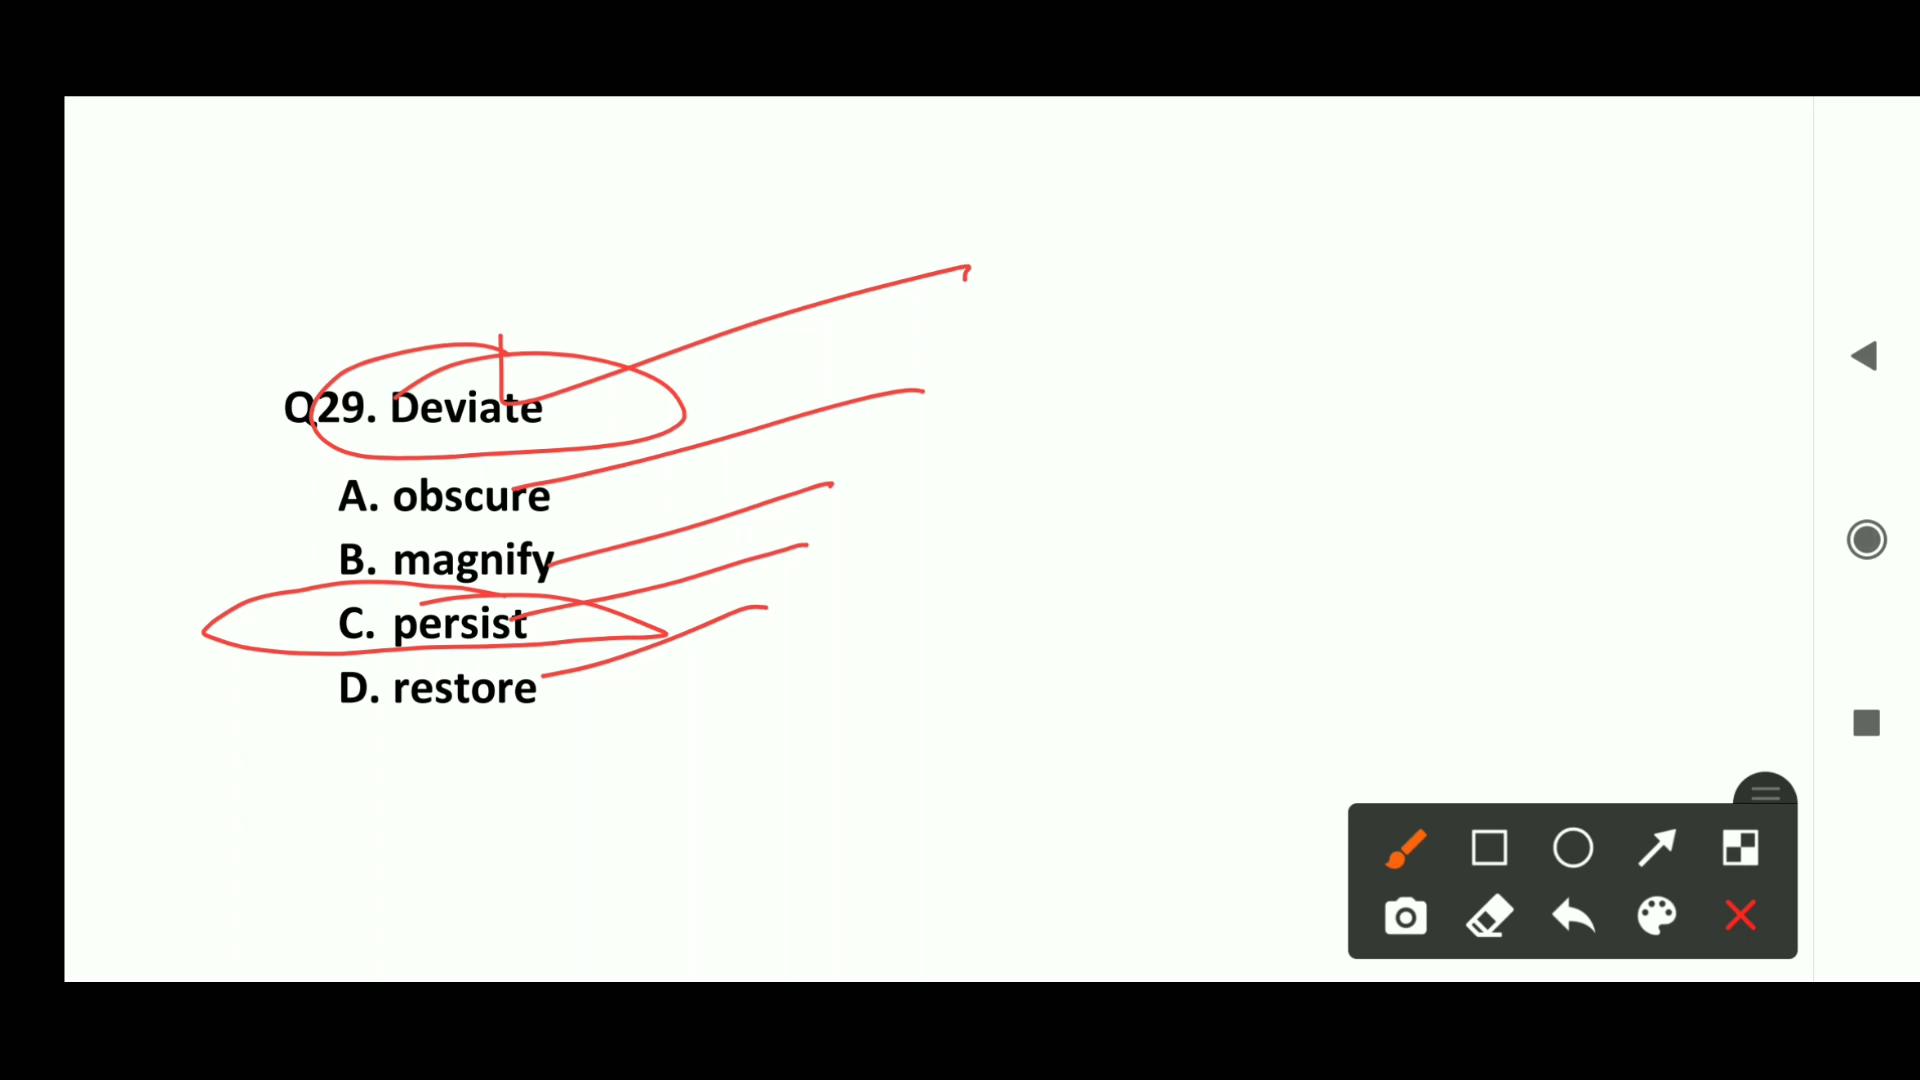 Q29. Deviate
A. obscure
B. magnify
C. persist
D. restore